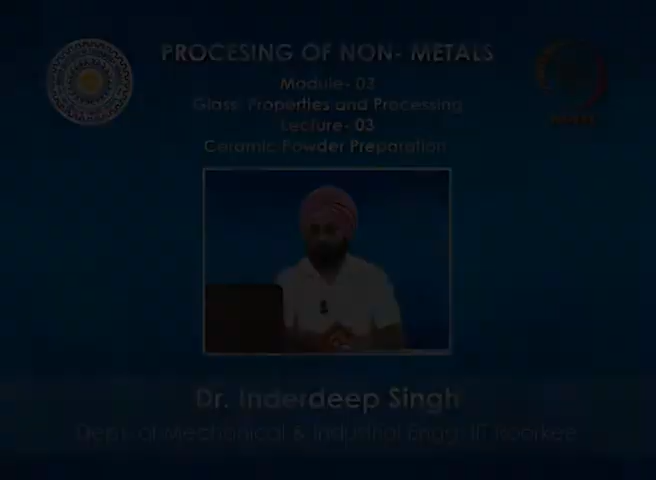 PROCESING OF NON- METALS
Module- 03
Glass: Properties and Processing
Lecture- 03
Ceramic Powder Preparation
Dr. Inderdeep Singh
Dept. of Mechanical & Industrial Engg. IIT Roorkee